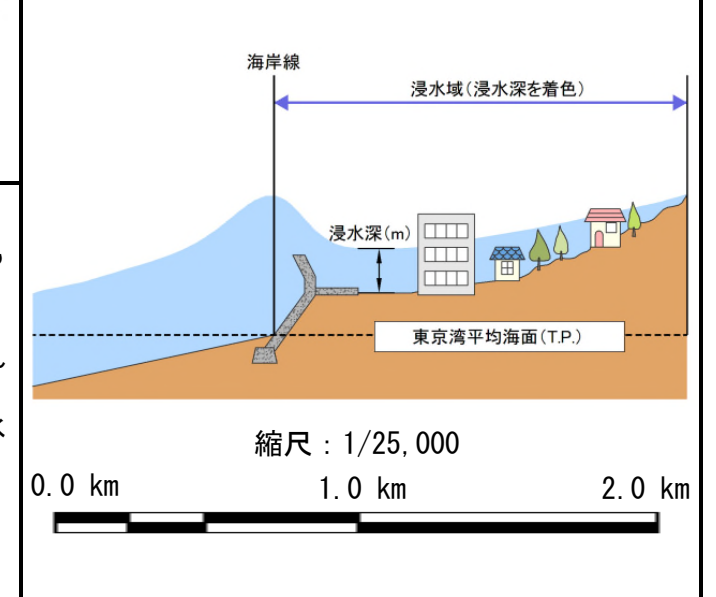 海岸線
浸水域(浸水深を着色)
浸水深(m)
東京湾平均海面(T.P.)
縮尺:1/25,000
0.0 km 1.0 km 2.0 km